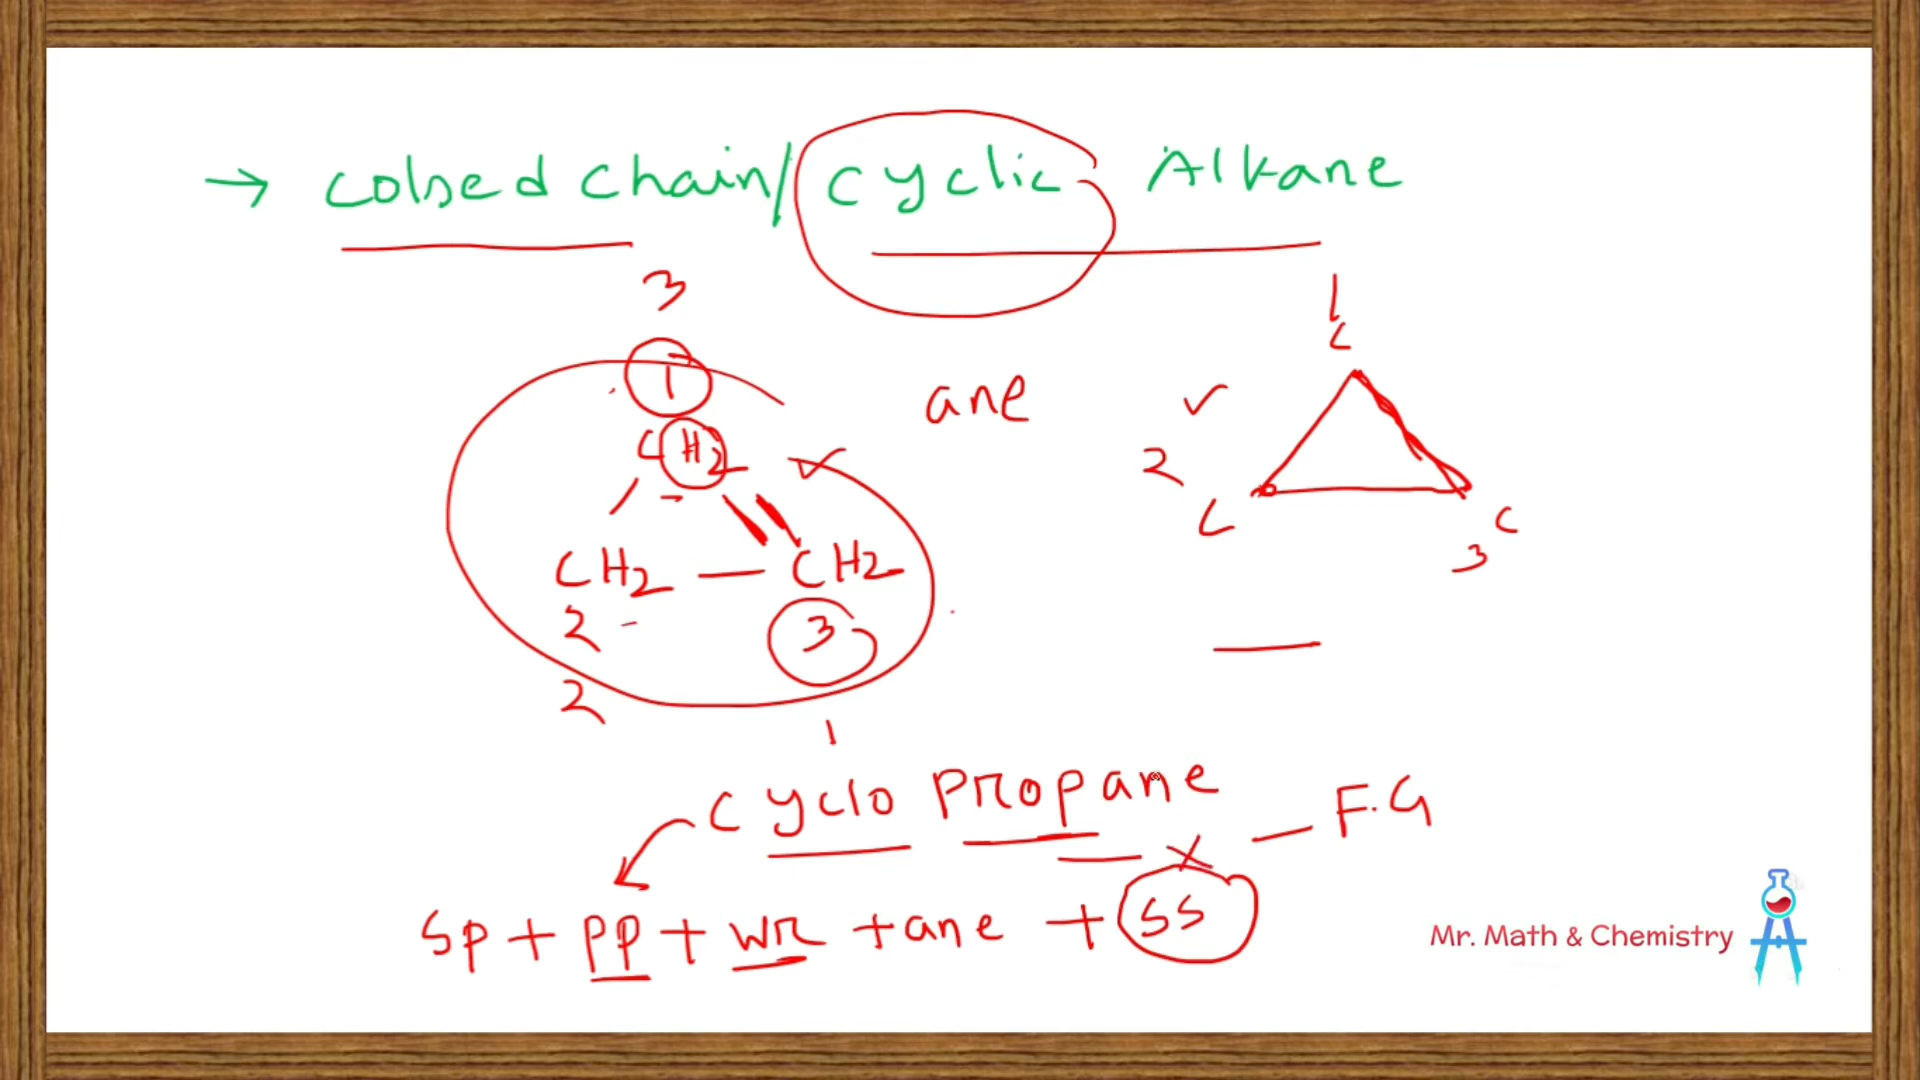 → Colsed chain/cyclic Alkane
3
1
CH2
CH2 — CH2
2
3
2
1
ane
✓
1
C
2
C
C
3
Cyclo Propane — F.G
Sp + PP + WR + ane + SS
Mr. Math & Chemistry